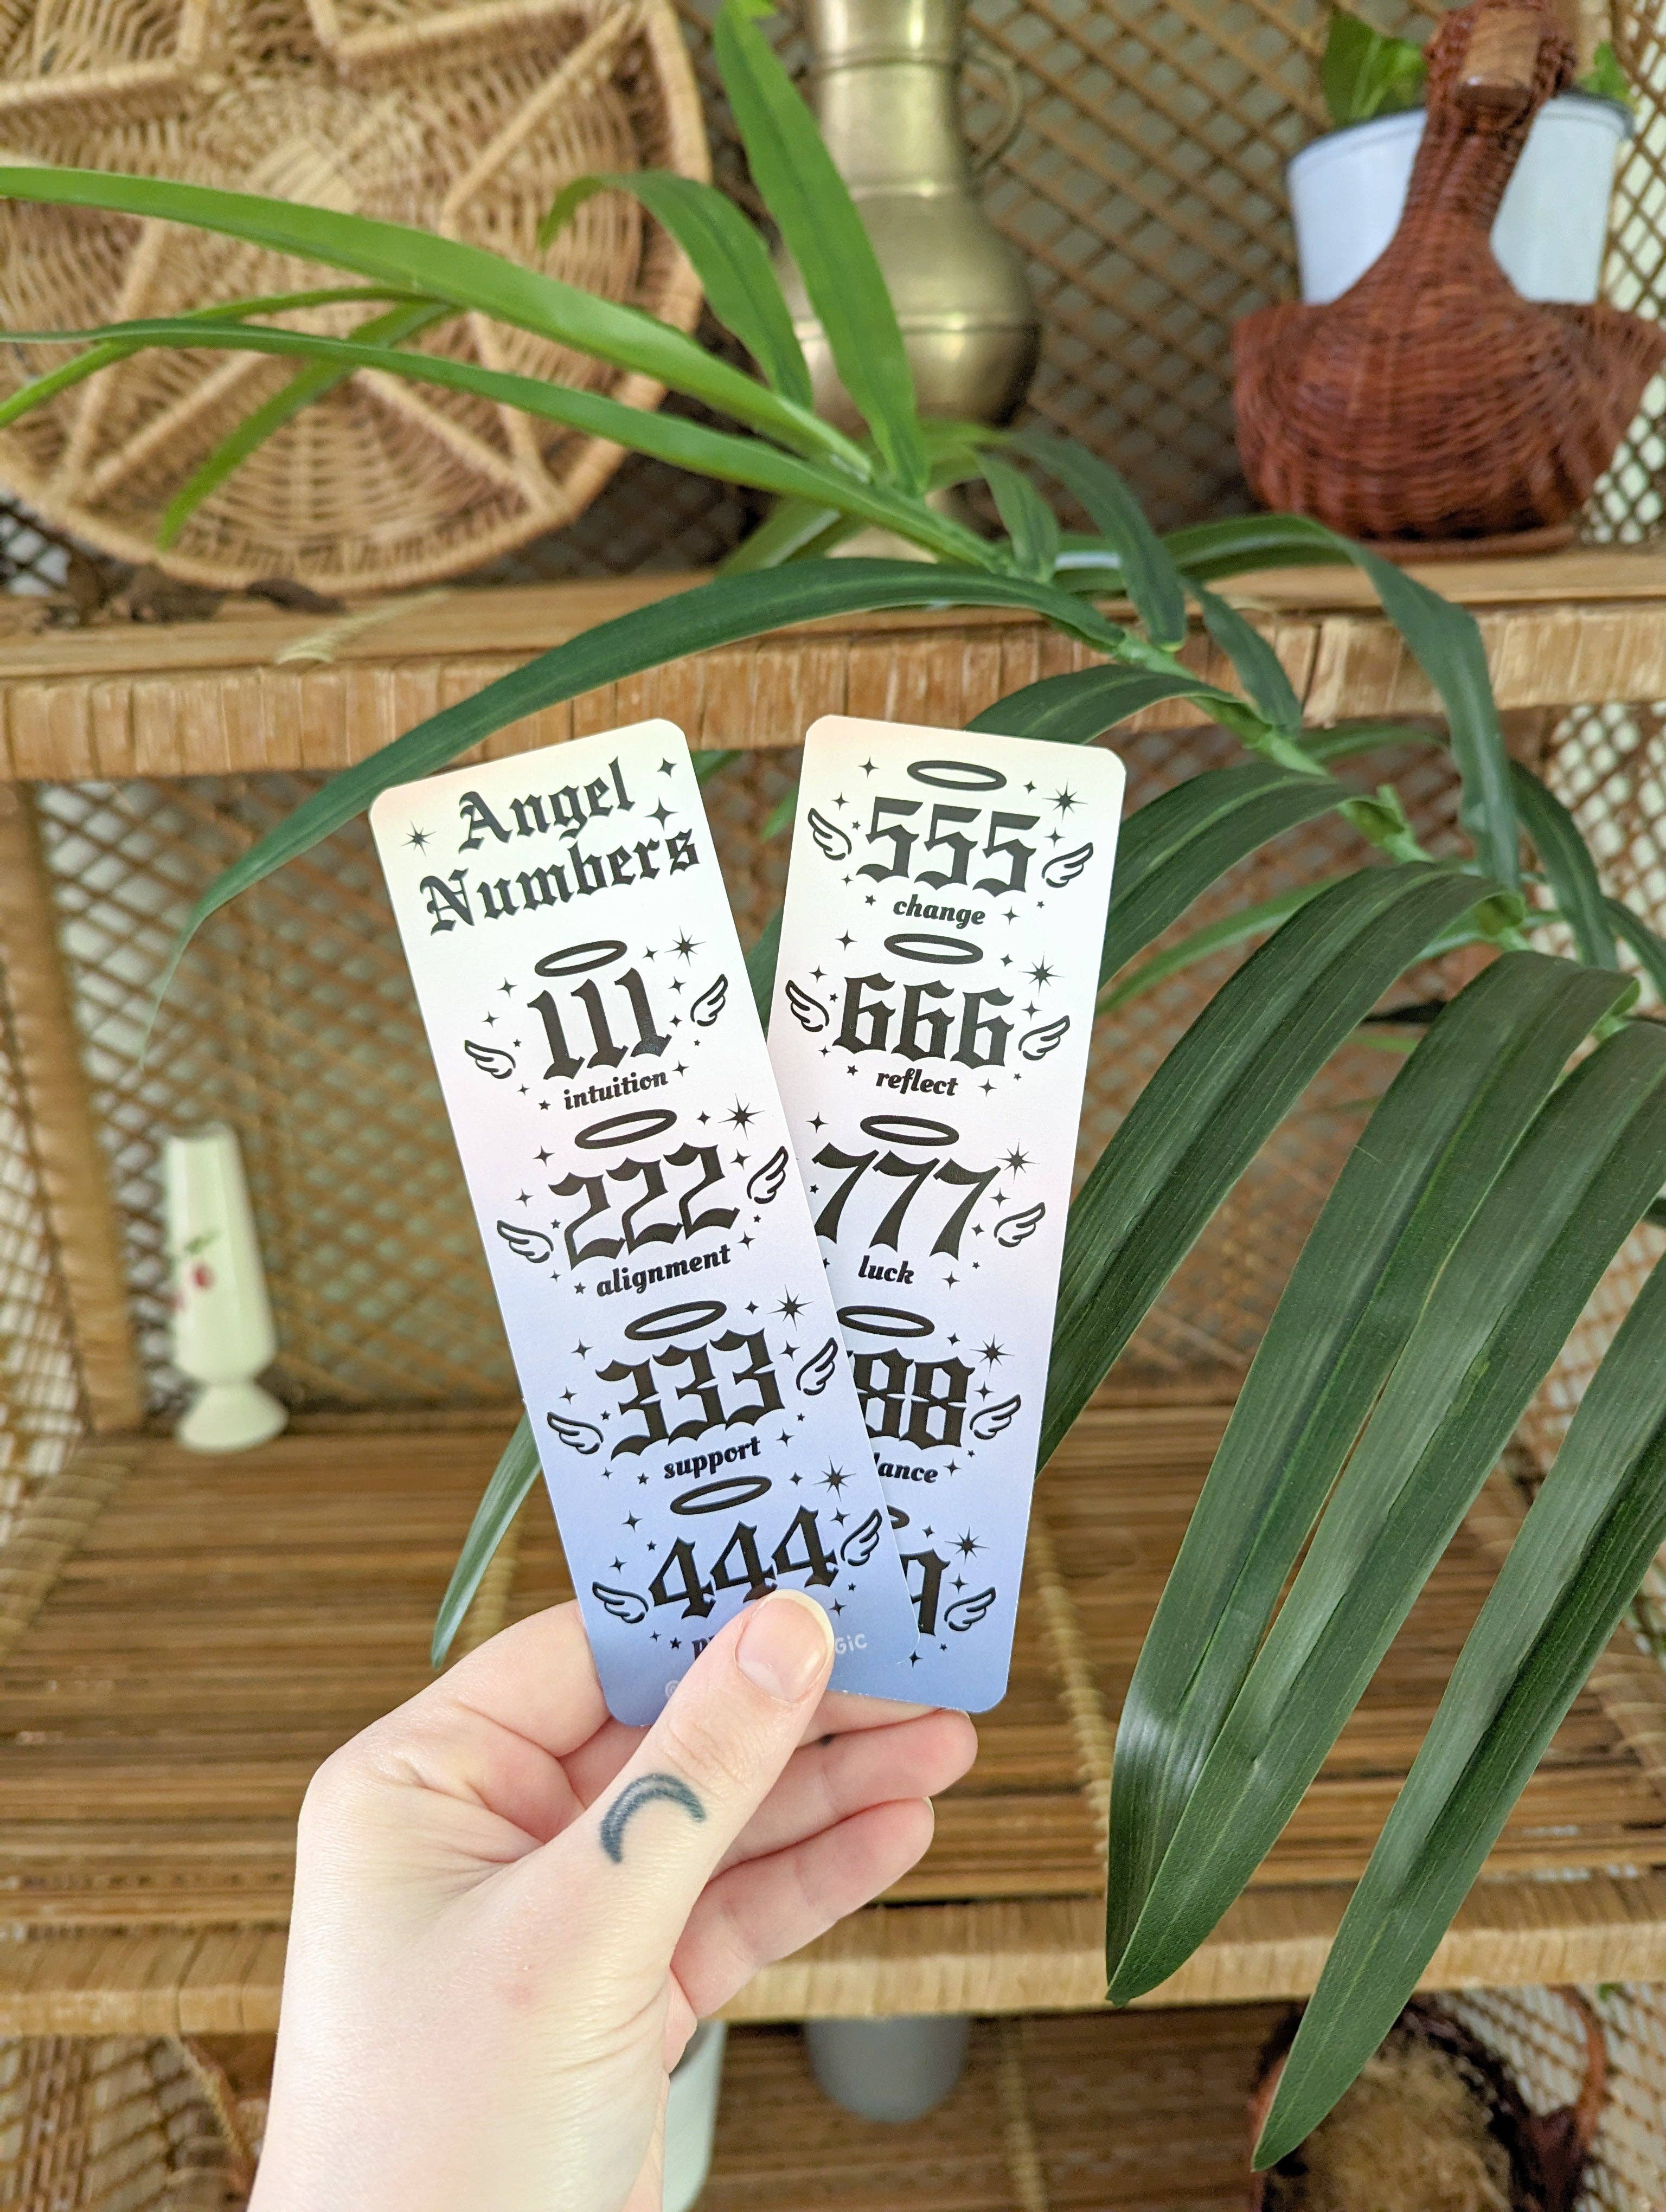 Angel
Numbers
111
intuition
222
alignment
333
support
444
555
change
666
reflect
777
luck